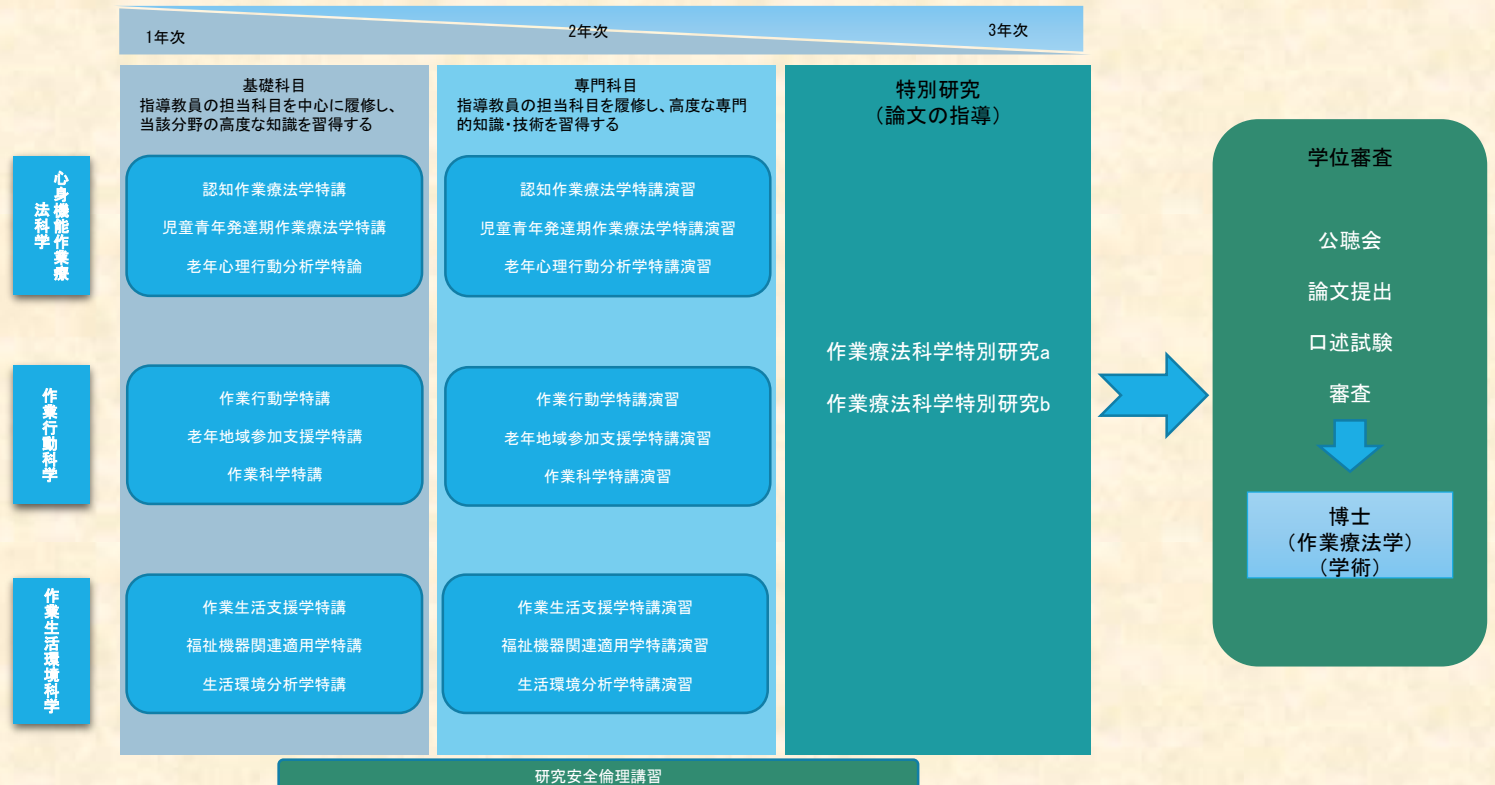 1年次
2年次
3年次
基礎科目
指導教員の担当科目を中心に履修し、
当該分野の高度な知識を習得する
専門科目
指導教員の担当科目を履修し、高度な専門
的知識・技術を習得する
特別研究
（論文の指導）
心身機能作業療
法科学
認知作業療法学特講
児童青年発達期作業療法学特講
老年心理行動分析学特論
認知作業療法学特講演習
児童青年発達期作業療法学特講演習
老年心理行動分析学特講演習
作業行動科学
作業行動学特講
老年地域参加支援学特講
作業科学特講
作業行動学特講演習
老年地域参加支援学特講演習
作業科学特講演習
作業生活環境科学
作業生活支援学特講
福祉機器関連適用学特講
生活環境分析学特講
作業生活支援学特講演習
福祉機器関連適用学特講演習
生活環境分析学特講演習
作業療法科学特別研究a
作業療法科学特別研究b
学位審査
公聴会
論文提出
口述試験
審査
博士
（作業療法学）
（学術）
研究安全倫理講習